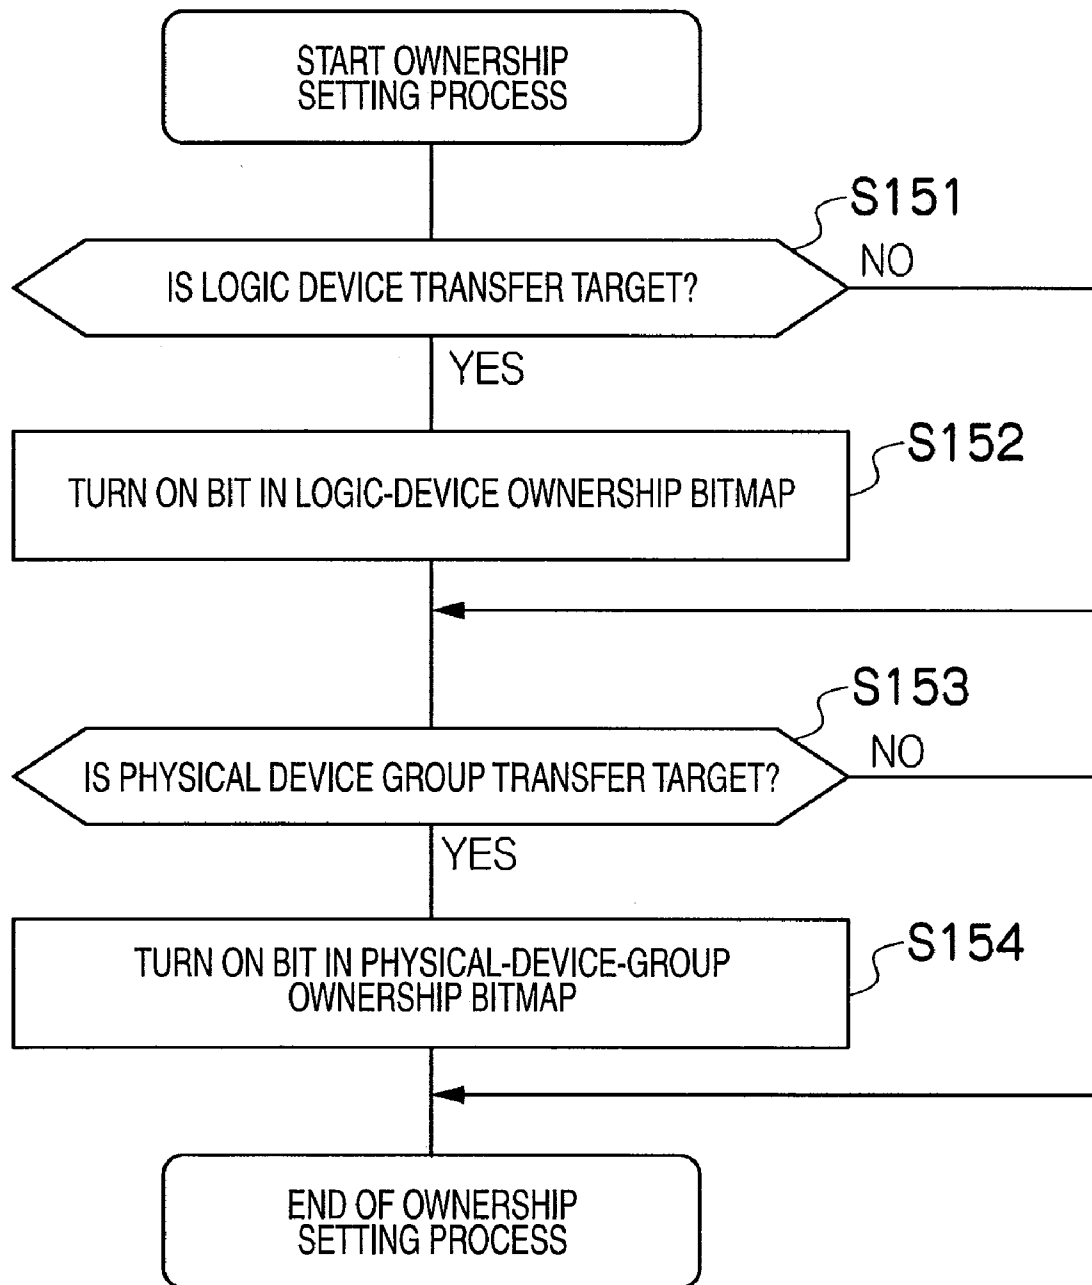 START OWNERSHIP
SETTING PROCESS
S151
IS LOGIC DEVICE TRANSFER TARGET?
NO
YES
S152
TURN ON BIT IN LOGIC-DEVICE OWNERSHIP BITMAP
S153
IS PHYSICAL DEVICE GROUP TRANSFER TARGET?
NO
YES
S154
TURN ON BIT IN PHYSICAL-DEVICE-GROUP
OWNERSHIP BITMAP
END OF OWNERSHIP
SETTING PROCESS